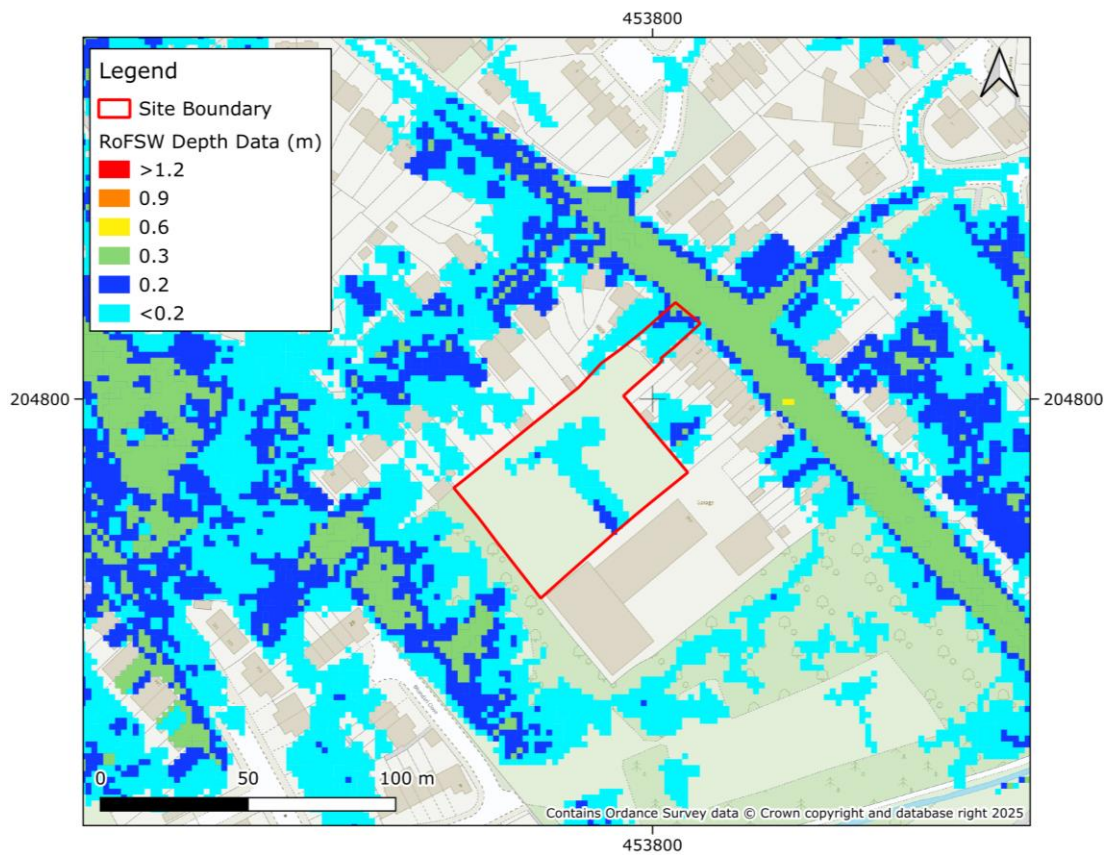 453800
Legend
Site Boundary
RoFSW Depth Data (m)
>1.2
0.9
0.6
0.3
0.2
<0.2
204800
204800
Garage
0 50 100 m
Contains Ordance Survey data © Crown copyright and database right 2025
453800